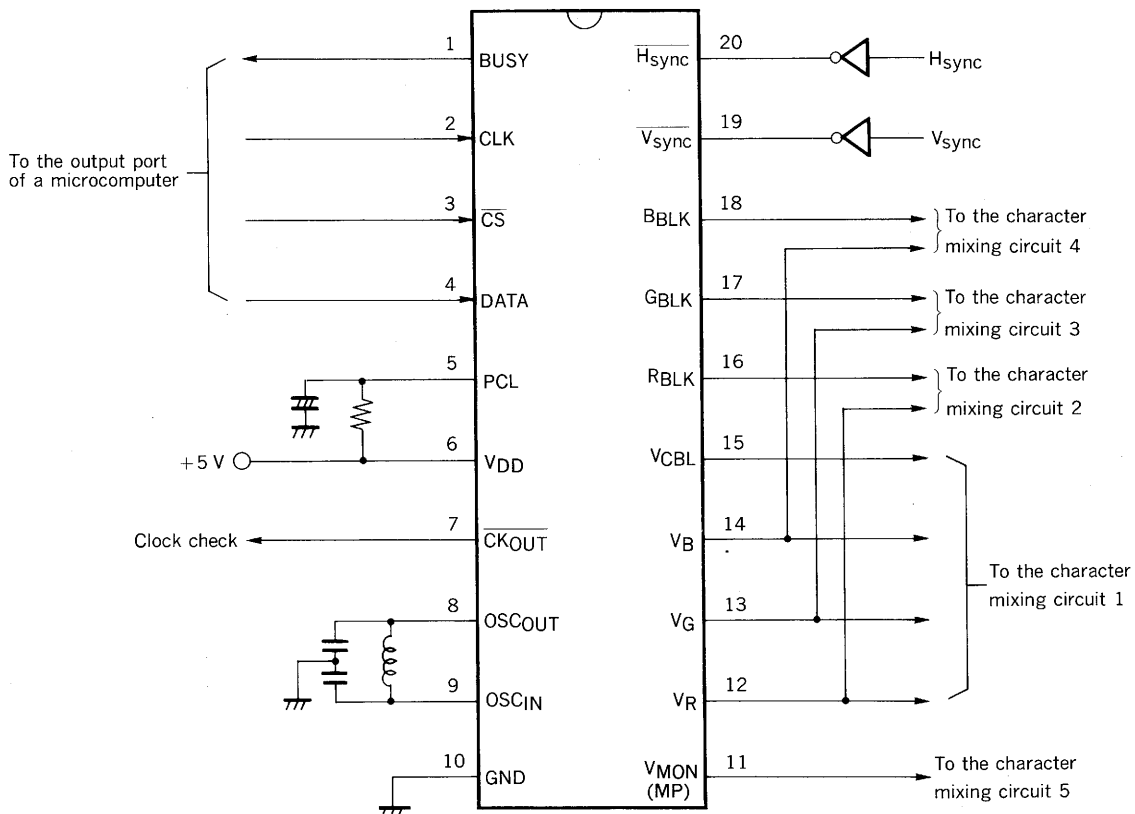 1
BUSY
2
CLK
To the output port
of a microcomputer
3
CS
4
DATA
5
PCL
6
+5 V
VDD
7
Clock check
CKOUT
8
OSCOUT
9
OSCIN
10
GND
20
Hsync
Hsync
19
Vsync
Vsync
18
BBLK
To the character
mixing circuit 4
17
GBLK
To the character
mixing circuit 3
16
RBLK
To the character
mixing circuit 2
15
VCBL
14
VB
To the character
mixing circuit 1
13
VG
12
VR
11
VMON
(MP)
To the character
mixing circuit 5